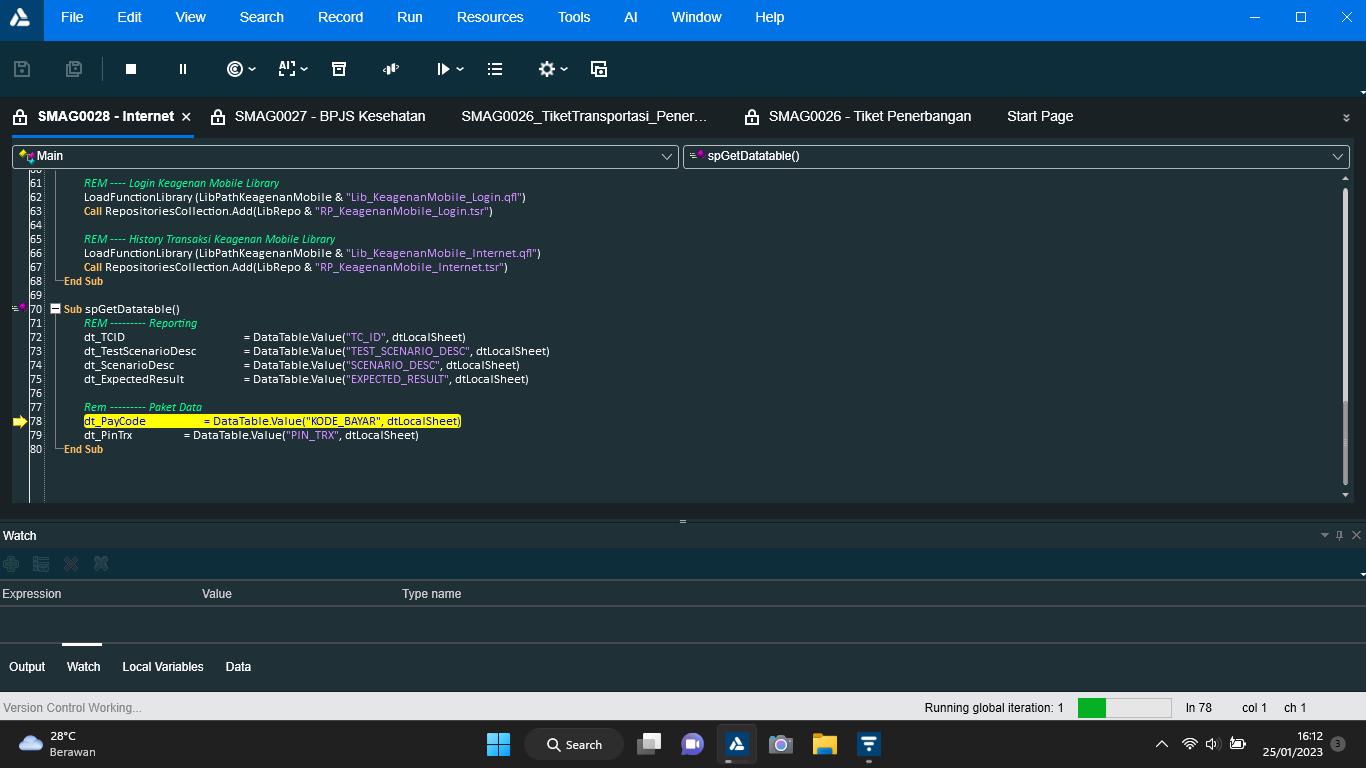 File Edit View Search Record Run Resources Tools AI Window Help
SMAG0028 - Internet SMAG0027 - BPJS Kesehatan SMAG0026_TiketTransportasi_Pener... SMAG0026 - Tiket Penerbangan Start Page
Main spGetDatatable()
61 REM ---- Login Keagenan Mobile Library
62 LoadFunctionLibrary (LibPathKeagenanMobile & "Lib_KeagenanMobile_Login.qfl")
63 Call RepositoriesCollection.Add(LibRepo & "RP_KeagenanMobile_Login.tsr")
64
65 REM ---- History Transaksi Keagenan Mobile Library
66 LoadFunctionLibrary (LibPathKeagenanMobile & "Lib_KeagenanMobile_Internet.qfl")
67 Call RepositoriesCollection.Add(LibRepo & "RP_KeagenanMobile_Internet.tsr")
68 End Sub
69
70 Sub spGetDatatable()
71 REM --------- Reporting
72 dt_TCID = DataTable.Value("TC_ID", dtLocalSheet)
73 dt_TestScenarioDesc = DataTable.Value("TEST_SCENARIO_DESC", dtLocalSheet)
74 dt_ScenarioDesc = DataTable.Value("SCENARIO_DESC", dtLocalSheet)
75 dt_ExpectedResult = DataTable.Value("EXPECTED_RESULT", dtLocalSheet)
76
77 Rem --------- Paket Data
78 dt_PayCode = DataTable.Value("KODE_BAYAR", dtLocalSheet)
79 dt_PinTrx = DataTable.Value("PIN_TRX", dtLocalSheet)
80 End Sub
Watch
Expression Value Type name
Output Watch Local Variables Data
Version Control Working... Running global iteration: 1 ln 78 col 1 ch 1
28°C
Berawan
Search
16:12
25/01/2023
3